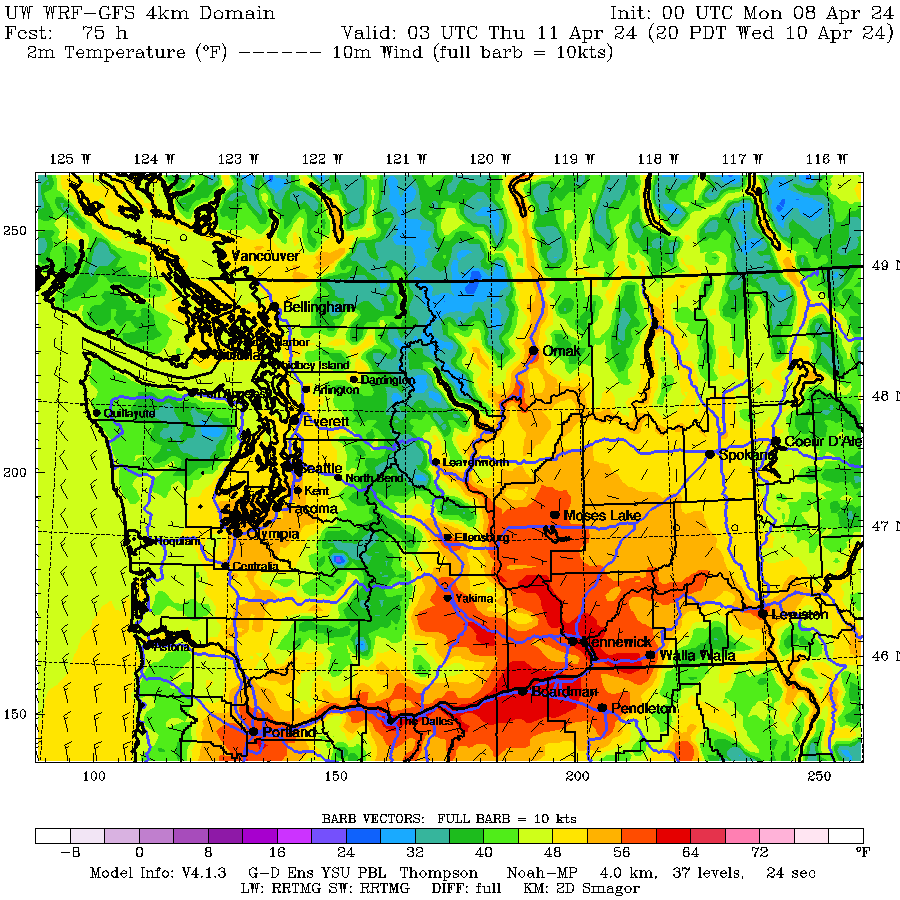 UW WRF-GFS 4km Domain Init: 00 UTC Mon 08 Apr 24
Fcst: 75 h Valid: 03 UTC Thu 11 Apr 24 (20 PDT Wed 10 Apr 24)
2m Temperature (°F) ------ 10m Wind (full barb = 10kts)
125 W 124 W 123 W 122 W 121 W 120 W 119 W 118 W 117 W 116 W
250
Vancouver
49 N
Bellingham
Omak
Whidbey Island
Darrington
Arlington
48 N
Quillayute
Everett
Coeur D'Ale
Spokane
Leavenworth
200
Seattle
North Bend
Kent
Tacoma
Moses Lake
47 N
Olympia
Ellensburg
Hoquiam
Centralia
Yakima
Lewiston
Kennewick
Astoria
Walla Walla
46 N
Boardman
Pendleton
150
The Dalles
Portland
100 150 200 250
BARB VECTORS: FULL BARB = 10 kts
-8 0 8 16 24 32 40 48 56 64 72 °F
Model Info: V4.1.3 G-D Ens YSU PBL Thompson Noah-MP 4.0 km, 37 levels, 24 sec
LW: RRTMG SW: RRTMG DIFF: full KM: 2D Smagor